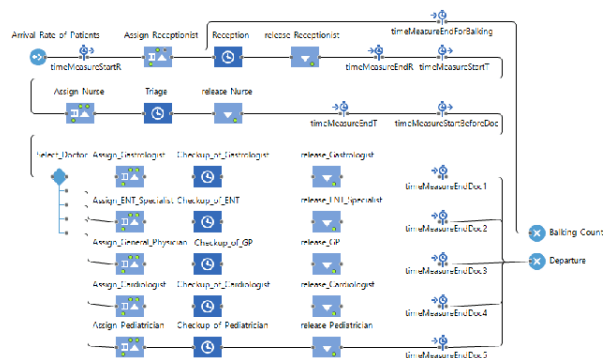 timeMeasureEndForBalking
Arrival Rate of Patients Assign Receptionist Reception release Receptionist
timeMeasureStartR timeMeasureEndR timeMeasureStartT
Assign Nurse Triage release Nurse
timeMeasureEndT timeMeasureStartBeforeDoc
Select_Doctor Assign_Gastrologist Checkup_of_Gastrologist release_Gastrologist
timeMeasureEndDoc1
Assign_ENT_Specialist Checkup_of_ENT release_ENT_Specialist
timeMeasureEndDoc2
Balking Count
Assign_General_Physician Checkup_of_GP release_GP
Departure
timeMeasureEndDoc3
Assign_Cardiologist Checkup_of_Cardiologist release_Cardiologist
timeMeasureEndDoc4
Assign Pediatrician Checkup of Pediatrician release Pediatrician
timeMeasureEndDoc5